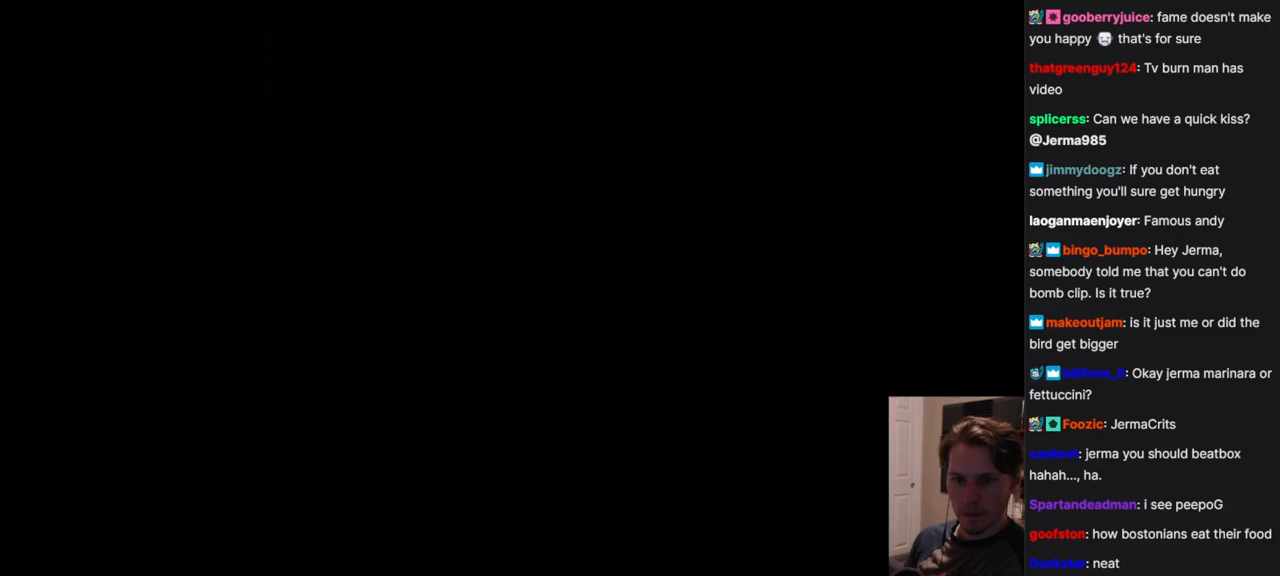 gooberryjuice: fame doesn't make
you happy that's for sure
thatgreenguy124: Tv burn man has
video
splicerss: Can we have a quick kiss?
@Jerma985
jimmydoogz: If you don't eat
something you'll sure get hungry
laoganmaenjoyer: Famous andy
bingo_bumpo: Hey Jerma,
somebody told me that you can't do
bomb clip. Is it true?
makeoutjam: is it just me or did the
bird get bigger
Okay jerma marinara or
fettuccini?
Foozic: JermaCrits
jerma you should beatbox
hahah..., ha.
Spartandeadman: i see peepoG
goofston: how bostonians eat their food
neat